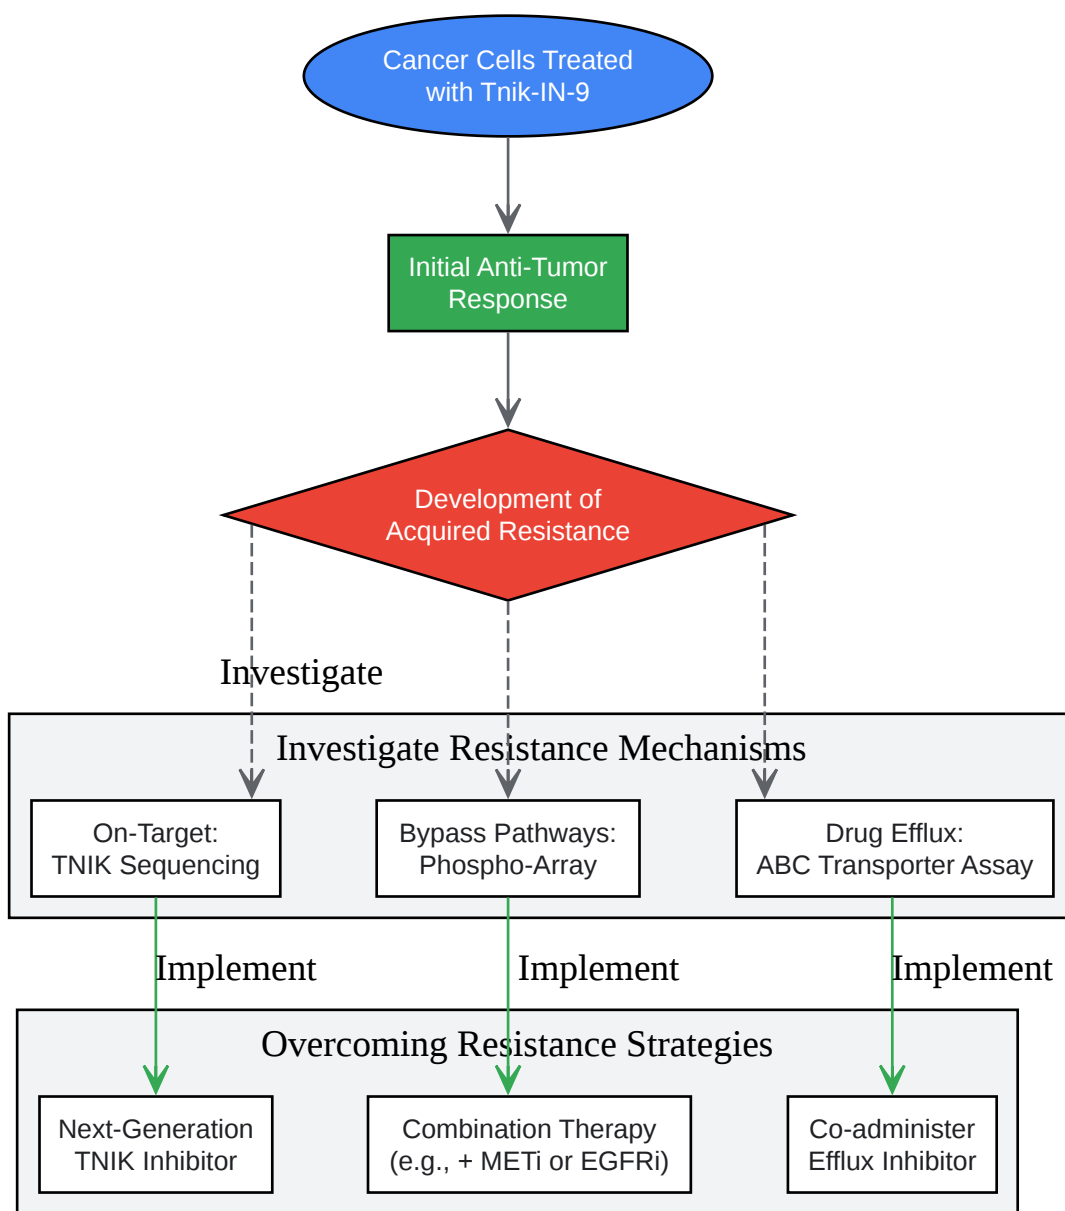 Cancer Cells Treated
with Tnik-IN-9
Initial Anti-Tumor
Response
Development of
Acquired Resistance
Investigate
Investigate Resistance Mechanisms
On-Target:
TNIK Sequencing
Bypass Pathways:
Phospho-Array
Drug Efflux:
ABC Transporter Assay
Implement
Implement
Implement
Overcoming Resistance Strategies
Next-Generation
TNIK Inhibitor
Combination Therapy
(e.g., + METi or EGFRi)
Co-administer
Efflux Inhibitor